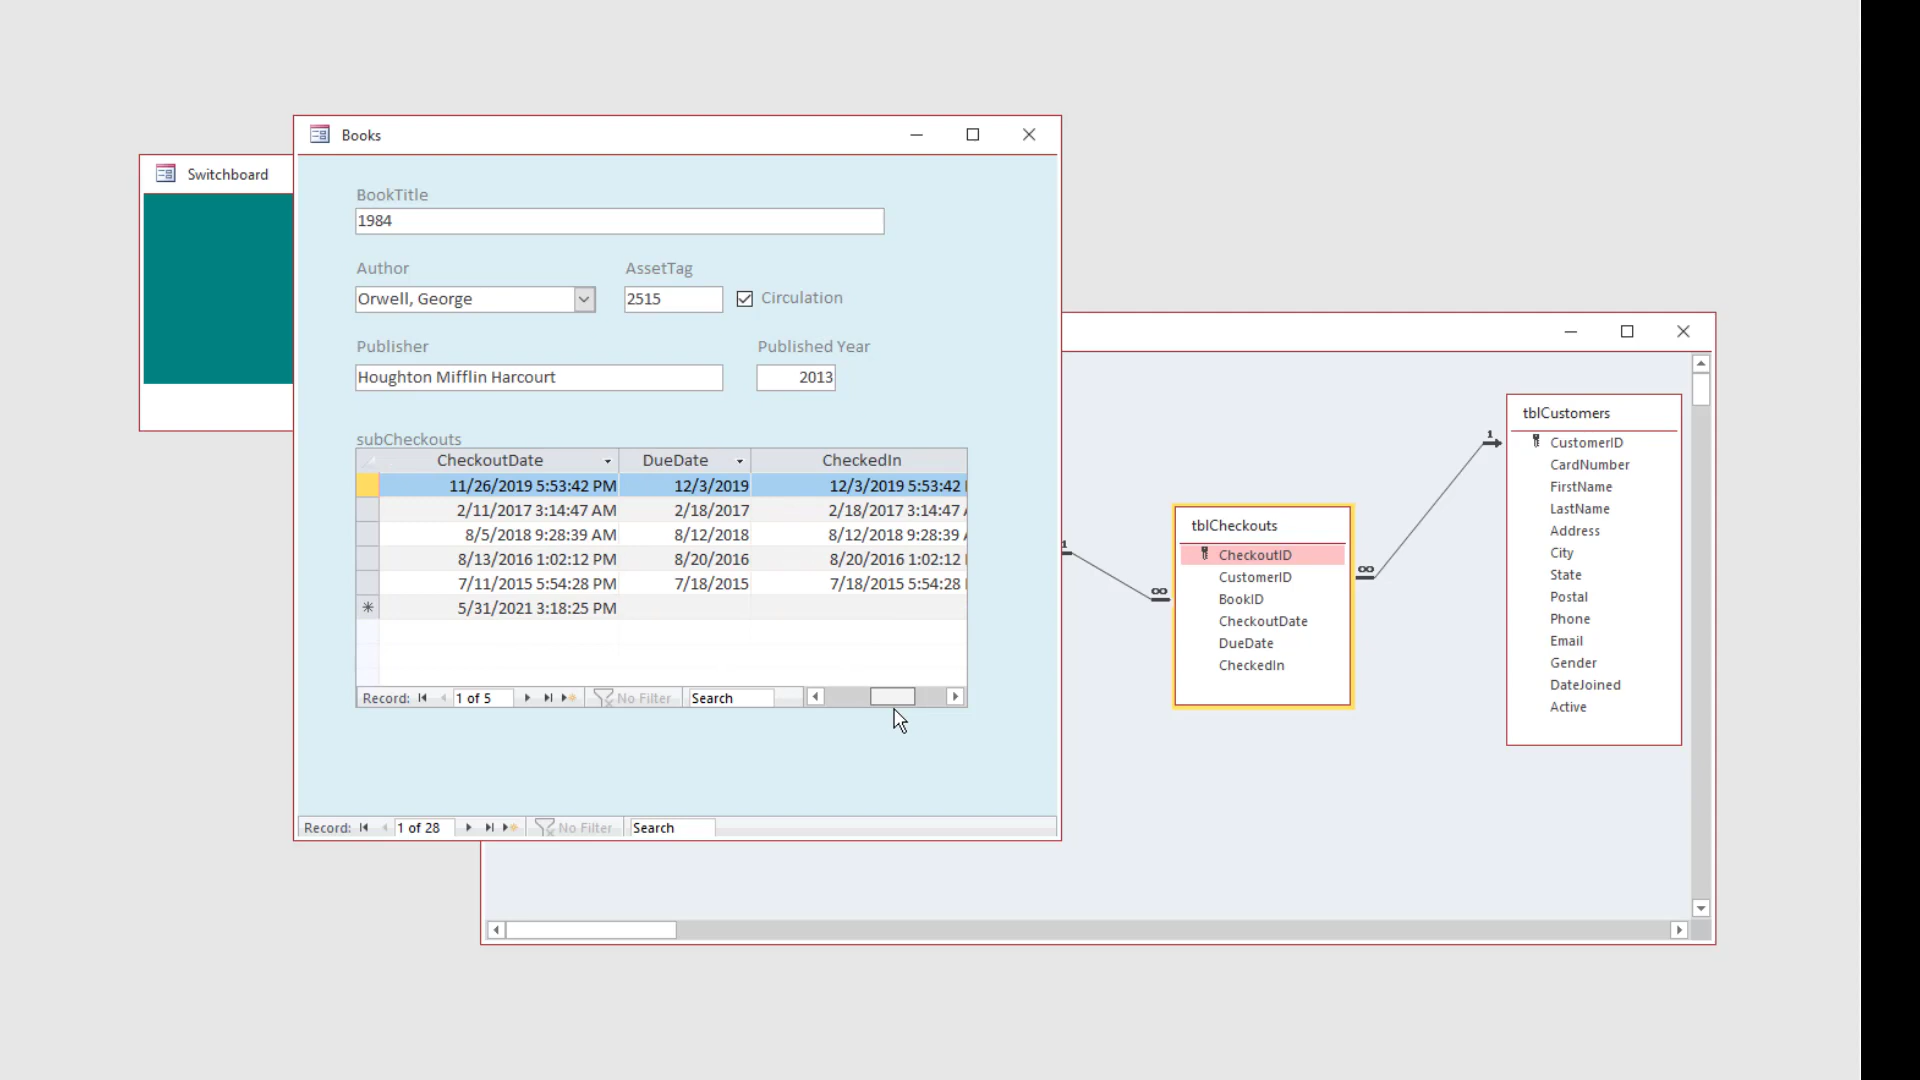 Books
Switchboard
BookTitle
1984
Author
AssetTag
Orwell, George
2515
Circulation
Publisher
Published Year
Houghton Mifflin Harcourt
2013
subCheckouts
CheckoutDate DueDate CheckedIn
11/26/2019 5:53:42 PM 12/3/2019 12/3/2019 5:53:42
2/11/2017 3:14:47 AM 2/18/2017 2/18/2017 3:14:47
8/5/2018 9:28:39 AM 8/12/2018 8/12/2018 9:28:39
8/13/2016 1:02:12 PM 8/20/2016 8/20/2016 1:02:12
7/11/2015 5:54:28 PM 7/18/2015 7/18/2015 5:54:28
5/31/2021 3:18:25 PM
Record: 1 of 5 No Filter Search
Record: 1 of 28 No Filter Search
1
∞
tblCheckouts
CheckoutID
CustomerID
BookID
CheckoutDate
DueDate
CheckedIn
∞
1
tblCustomers
CustomerID
CardNumber
FirstName
LastName
Address
City
State
Postal
Phone
Email
Gender
DateJoined
Active